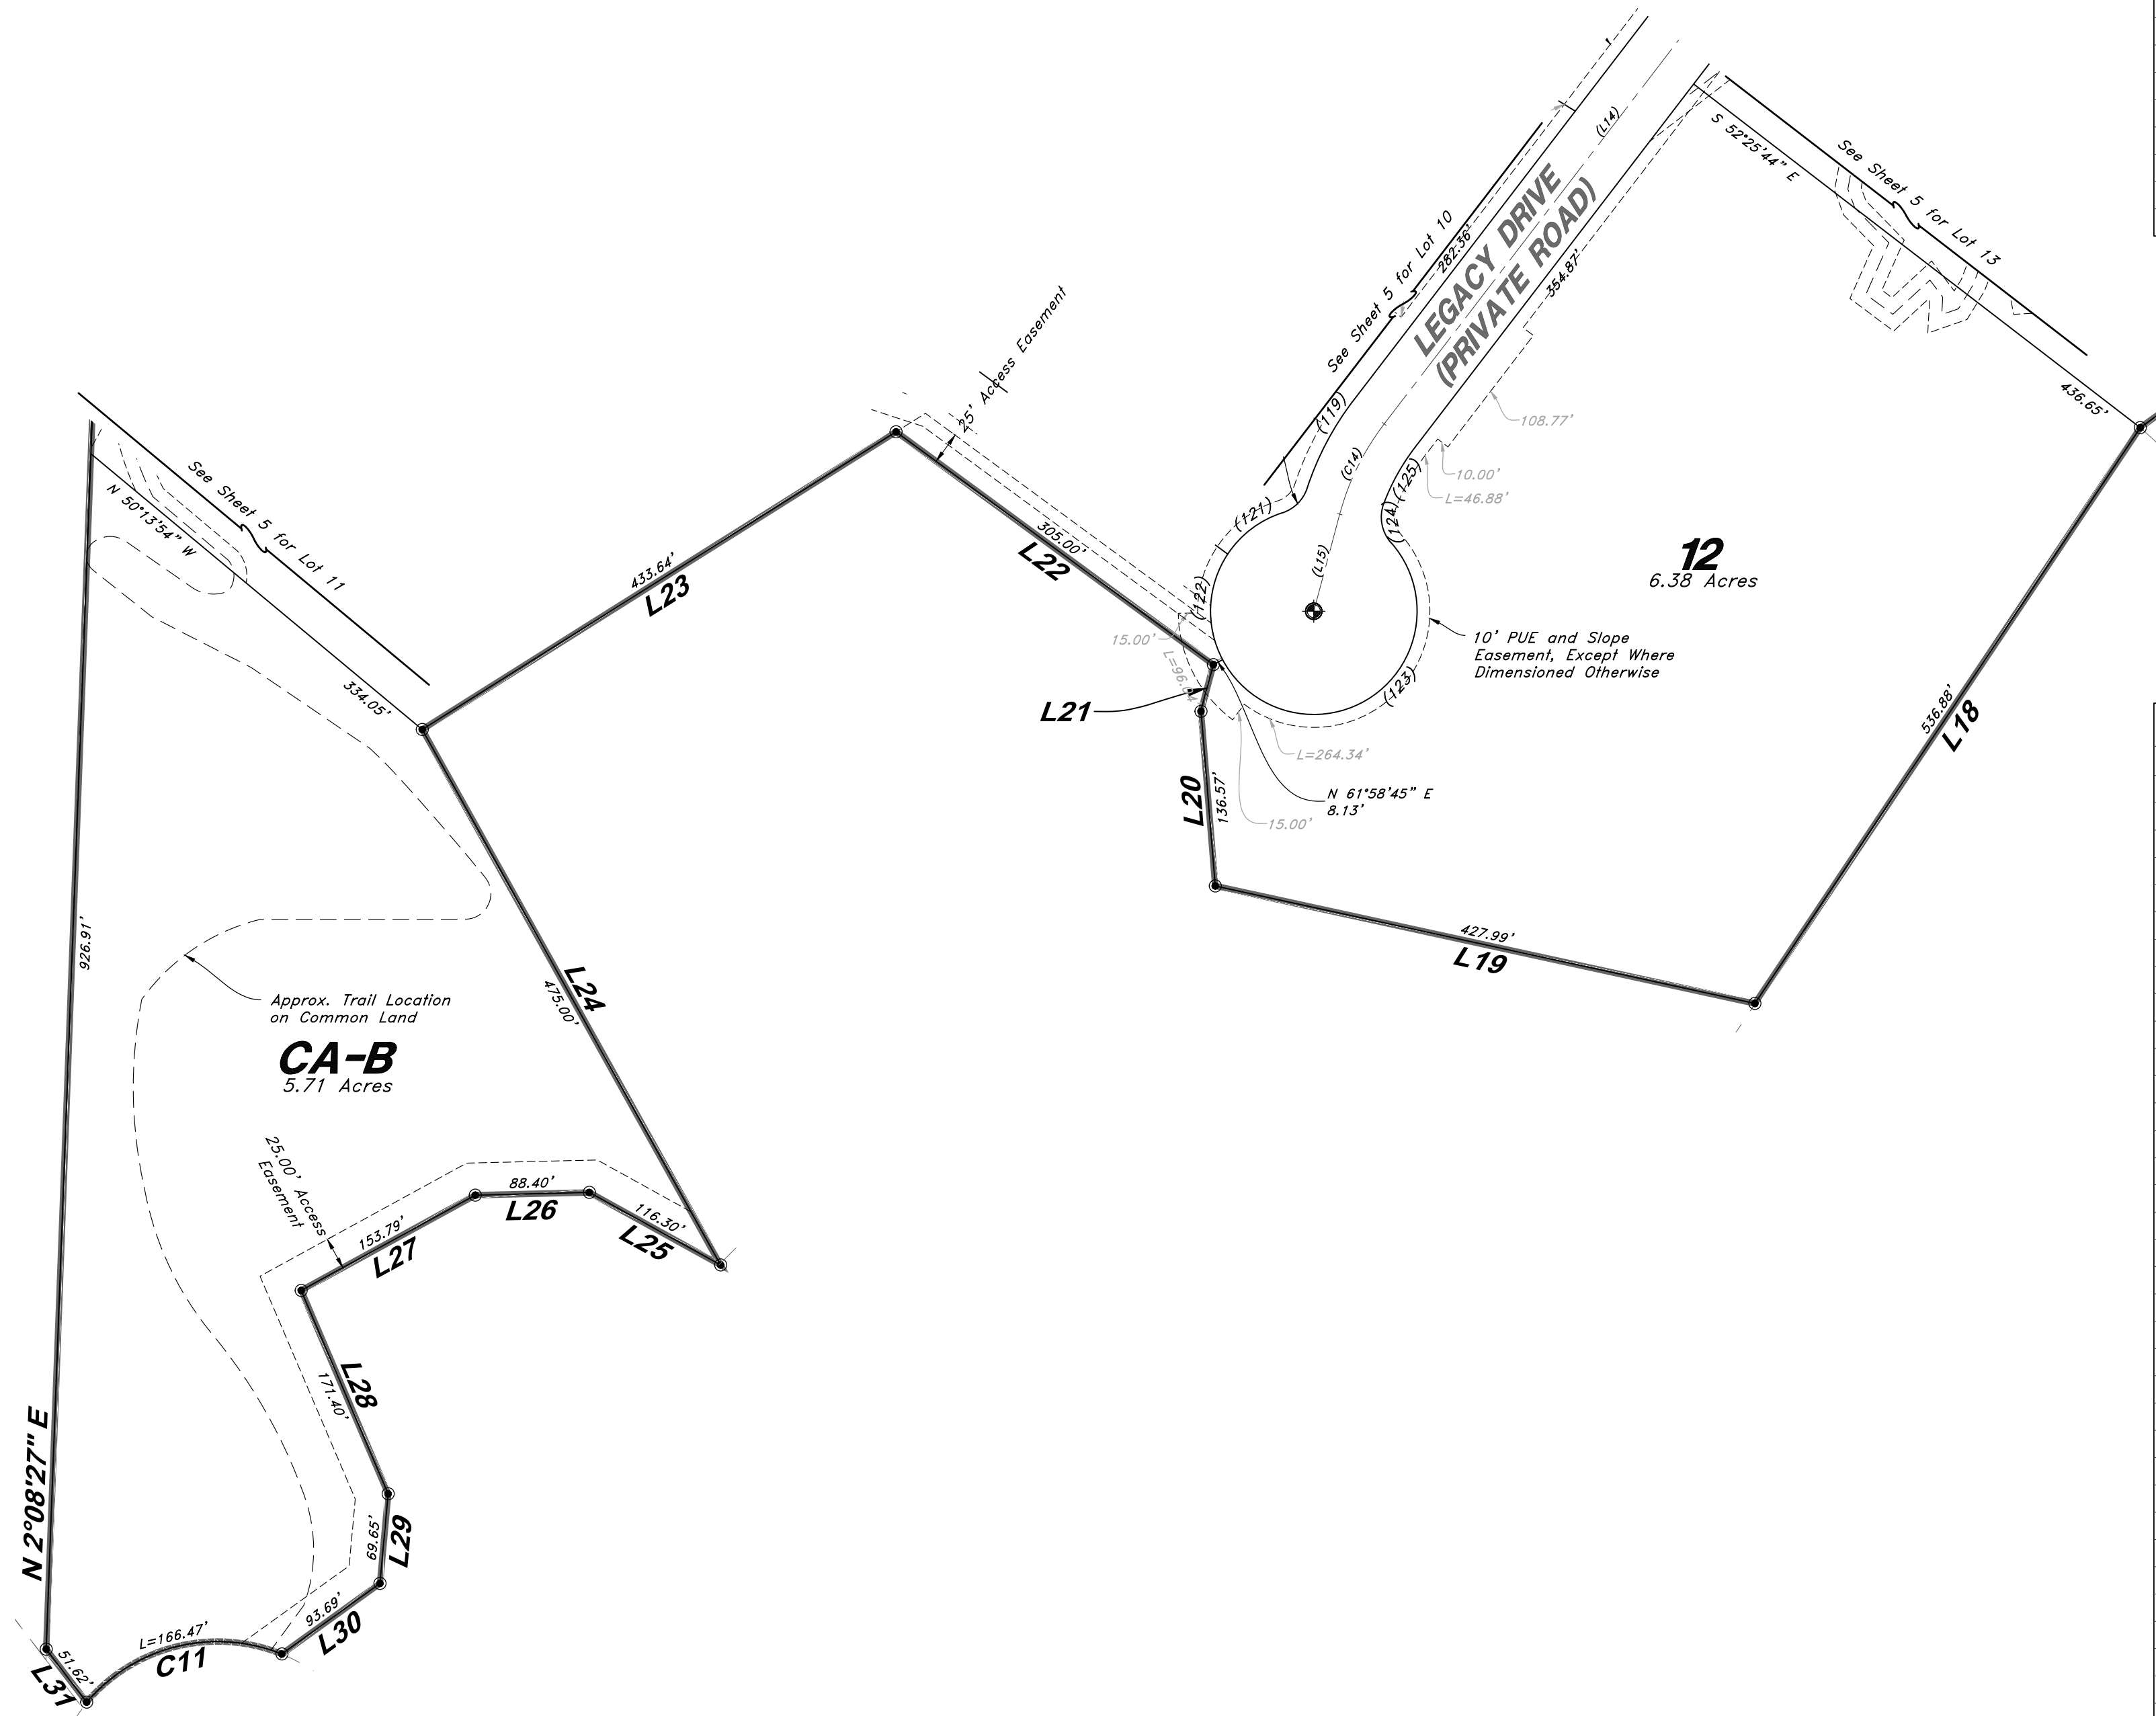 (L14)
S 52°25'44" E
See Sheet 5 for Lot 13
436.65'
See Sheet 5 for Lot 10
282.36'
LEGACY DRIVE
(PRIVATE ROAD)
354.87'
(119)
(C14)
(125)
(124)
108.77'
10.00'
L=46.88'
(121)
(L15)
(122)
15.00'
(123)
12
6.38 Acres
10' PUE and Slope
Easement, Except Where
Dimensioned Otherwise
25' Access Easement
305.00'
L22
433.64'
L23
See Sheet 5 for Lot 11
N 50°13'54" W
334.05'
L21
L=264.34'
N 61°58'45" E
8.13'
15.00'
L20
136.57'
536.88'
L18
427.99'
L19
926.91'
L24
475.00'
Approx. Trail Location
on Common Land
CA-B
5.71 Acres
25.00' Access
Easement
88.40'
L26
116.30'
L25
153.79'
L27
L28
171.40'
69.65'
L29
93.69'
L30
L=166.47'
C11
51.62'
L31
N 2°08'27" E